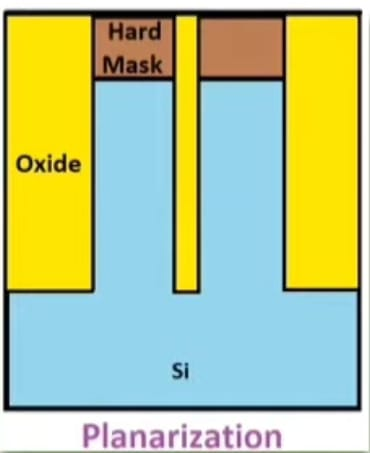 Hard
Mask
Oxide
Si
Planarization